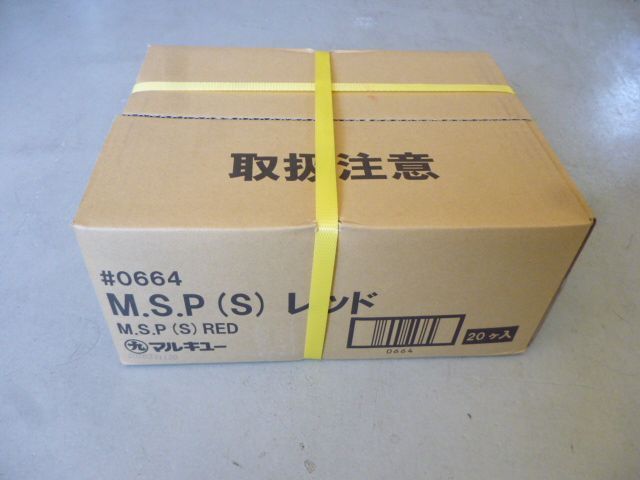 取扱注意
#0664
M.S.P (S) レッド
M.S.P (S) RED
九 マルキユー
0664
20ヶ入